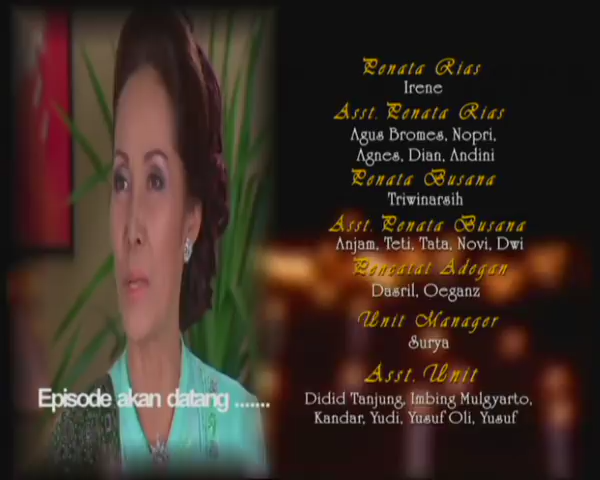 Penata Rias
Irene
Asst. Penata Rias
Agus Bromes, Nopri,
Agnes, Dian, Andini
Penata Busana
Triwinarsih
Asst. Penata Busana
Anjam, Teti, Tata, Novi, Dwi
Pencatat Adegan
Dasril, Oeganz
Unit Manager
Surya
Asst. Unit
Didid Tanjung, Imbing Mulgyarto,
Kandar, Yudi, Yusuf Oli, Yusuf
Episode akan datang .......